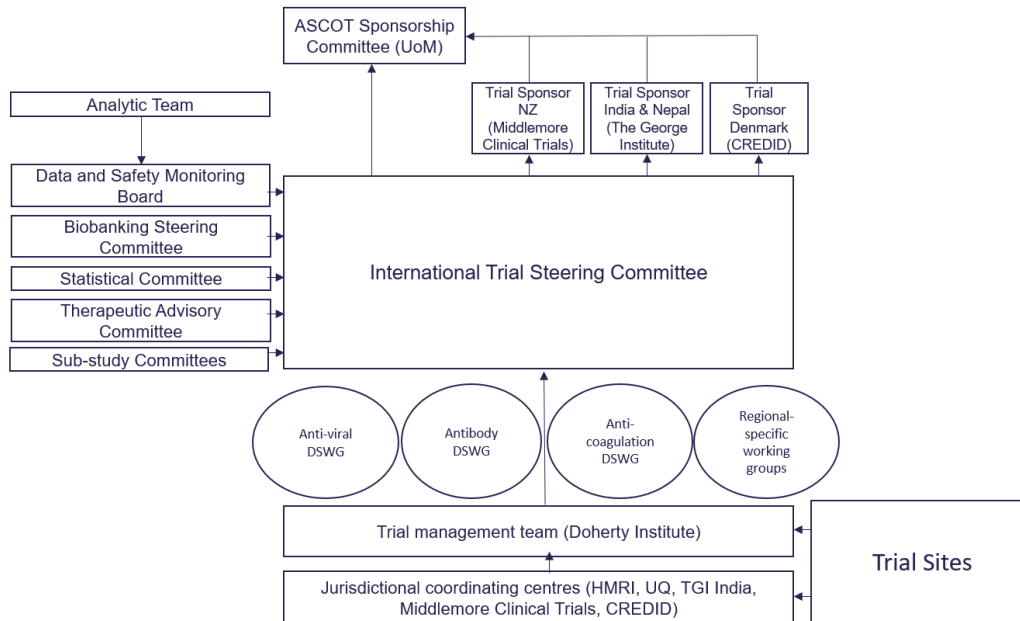 ASCOT Sponsorship
Committee (UoM)
Trial Sponsor
NZ
(Middlemore
Clinical Trials)
Trial Sponsor
India & Nepal
(The George
Institute)
Trial
Sponsor
Denmark
(CREDID)
Analytic Team
Data and Safety Monitoring
Board
Biobanking Steering
Committee
Statistical Committee
Therapeutic Advisory
Committee
Sub-study Committees
International Trial Steering Committee
Anti-viral
DSWG
Antibody
DSWG
Anti-
coagulation
DSWG
Regional-
specific
working
groups
Trial management team (Doherty Institute)
Jurisdictional coordinating centres (HMRI, UQ, TGI India,
Middlemore Clinical Trials, CREDID)
Trial Sites